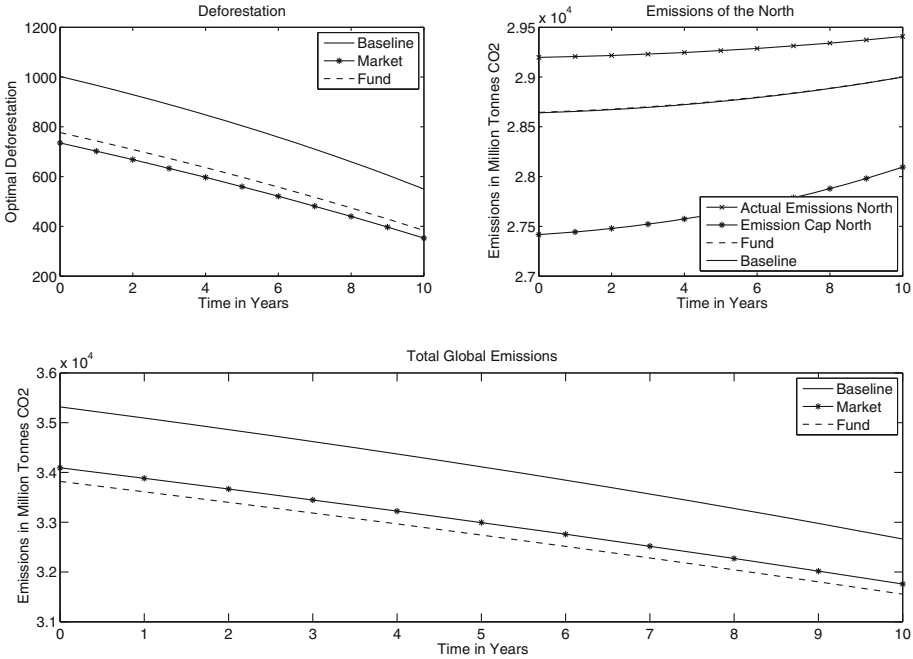 Deforestation
1200
1000
800
600
400
200
Optimal Deforestation
0 2 4 6 8 10
Time in Years
Baseline
Market
Fund
Emissions of the North
x 10^4
2.95
2.9
2.85
2.8
2.75
2.7
Emissions in Million Tonnes CO2
0 2 4 6 8 10
Time in Years
Actual Emissions North
Emission Cap North
Fund
Baseline
Total Global Emissions
x 10^4
3.6
3.5
3.4
3.3
3.2
3.1
Emissions in Million Tonnes CO2
0 1 2 3 4 5 6 7 8 9 10
Time in Years
Baseline
Market
Fund